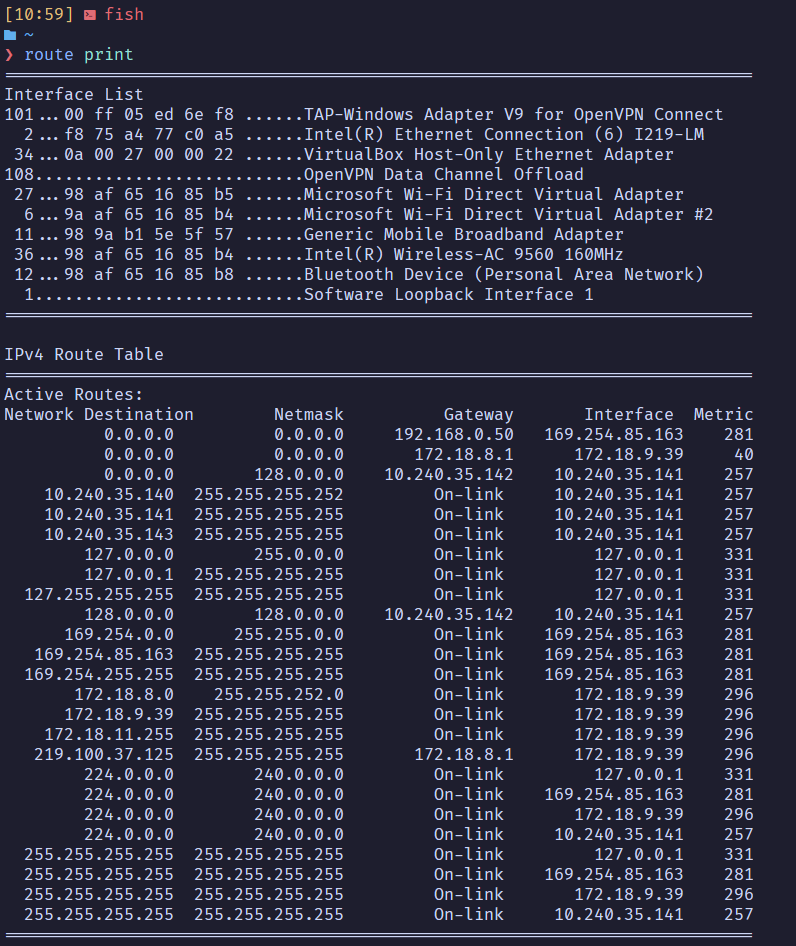 [10:59] fish
~
❯ route print
===========================================================================
Interface List
101...00 ff 05 ed 6e f8 ......TAP-Windows Adapter V9 for OpenVPN Connect
  2...f8 75 a4 77 c0 a5 ......Intel(R) Ethernet Connection (6) I219-LM
 34...0a 00 27 00 00 22 ......VirtualBox Host-Only Ethernet Adapter
108...........................OpenVPN Data Channel Offload
 27...98 af 65 16 85 b5 ......Microsoft Wi-Fi Direct Virtual Adapter
  6...9a af 65 16 85 b4 ......Microsoft Wi-Fi Direct Virtual Adapter #2
 11...98 9a b1 5e 5f 57 ......Generic Mobile Broadband Adapter
 36...98 af 65 16 85 b4 ......Intel(R) Wireless-AC 9560 160MHz
 12...98 af 65 16 85 b8 ......Bluetooth Device (Personal Area Network)
  1...........................Software Loopback Interface 1
===========================================================================
IPv4 Route Table
===========================================================================
Active Routes:
Network Destination        Netmask          Gateway       Interface  Metric
          0.0.0.0          0.0.0.0     192.168.0.50   169.254.85.163    281
          0.0.0.0          0.0.0.0       172.18.8.1      172.18.9.39     40
          0.0.0.0        128.0.0.0    10.240.35.142    10.240.35.141    257
    10.240.35.140  255.255.255.252         On-link     10.240.35.141    257
    10.240.35.141  255.255.255.255         On-link     10.240.35.141    257
    10.240.35.143  255.255.255.255         On-link     10.240.35.141    257
        127.0.0.0        255.0.0.0         On-link         127.0.0.1    331
        127.0.0.1  255.255.255.255         On-link         127.0.0.1    331
  127.255.255.255  255.255.255.255         On-link         127.0.0.1    331
        128.0.0.0        128.0.0.0    10.240.35.142    10.240.35.141    257
      169.254.0.0      255.255.0.0         On-link    169.254.85.163    281
   169.254.85.163  255.255.255.255         On-link    169.254.85.163    281
  169.254.255.255  255.255.255.255         On-link    169.254.85.163    281
       172.18.8.0    255.255.252.0         On-link       172.18.9.39    296
      172.18.9.39  255.255.255.255         On-link       172.18.9.39    296
    172.18.11.255  255.255.255.255         On-link       172.18.9.39    296
   219.100.37.125  255.255.255.255       172.18.8.1      172.18.9.39    296
        224.0.0.0        240.0.0.0         On-link         127.0.0.1    331
        224.0.0.0        240.0.0.0         On-link    169.254.85.163    281
        224.0.0.0        240.0.0.0         On-link       172.18.9.39    296
        224.0.0.0        240.0.0.0         On-link     10.240.35.141    257
  255.255.255.255  255.255.255.255         On-link         127.0.0.1    331
  255.255.255.255  255.255.255.255         On-link    169.254.85.163    281
  255.255.255.255  255.255.255.255         On-link       172.18.9.39    296
  255.255.255.255  255.255.255.255         On-link     10.240.35.141    257
===========================================================================